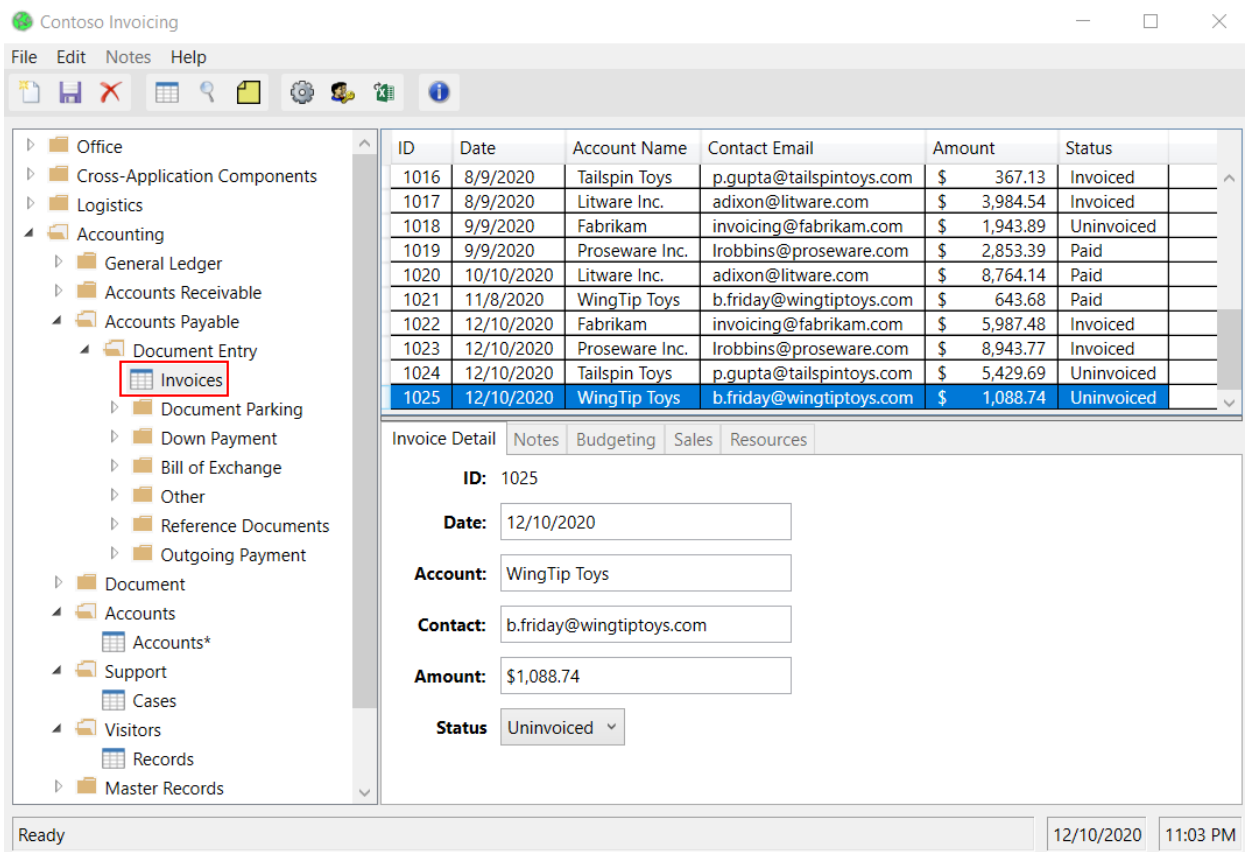 Contoso Invoicing
File Edit Notes Help
Office
Cross-Application Components
Logistics
Accounting
General Ledger
Accounts Receivable
Accounts Payable
Document Entry
Invoices
Document Parking
Down Payment
Bill of Exchange
Other
Reference Documents
Outgoing Payment
Document
Accounts
Accounts*
Support
Cases
Visitors
Records
Master Records
ID Date Account Name Contact Email Amount Status
1016 8/9/2020 Tailspin Toys p.gupta@tailspintoys.com $ 367.13 Invoiced
1017 8/9/2020 Litware Inc. adixon@litware.com $ 3,984.54 Invoiced
1018 9/9/2020 Fabrikam invoicing@fabrikam.com $ 1,943.89 Uninvoiced
1019 9/9/2020 Proseware Inc. lrobbins@proseware.com $ 2,853.39 Paid
1020 10/10/2020 Litware Inc. adixon@litware.com $ 8,764.14 Paid
1021 11/8/2020 WingTip Toys b.friday@wingtiptoys.com $ 643.68 Paid
1022 12/10/2020 Fabrikam invoicing@fabrikam.com $ 5,987.48 Invoiced
1023 12/10/2020 Proseware Inc. lrobbins@proseware.com $ 8,943.77 Invoiced
1024 12/10/2020 Tailspin Toys p.gupta@tailspintoys.com $ 5,429.69 Uninvoiced
1025 12/10/2020 WingTip Toys b.friday@wingtiptoys.com $ 1,088.74 Uninvoiced
Invoice Detail Notes Budgeting Sales Resources
ID: 1025
Date: 12/10/2020
Account: WingTip Toys
Contact: b.friday@wingtiptoys.com
Amount: $1,088.74
Status Uninvoiced
Ready 12/10/2020 11:03 PM